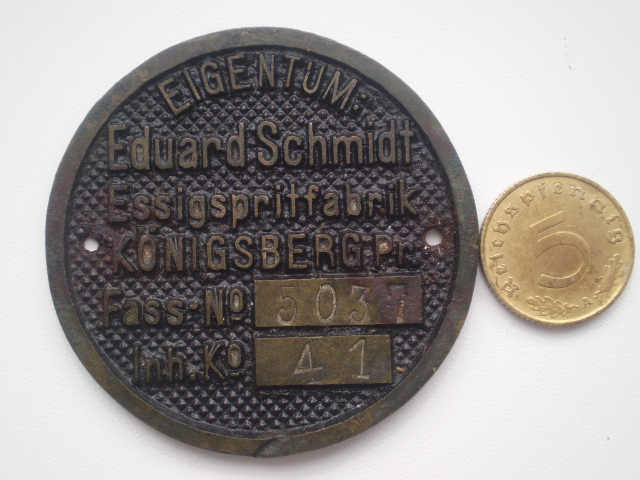 EIGENTUM:
Eduard Schmidt
Essigspritfabrik
KÖNIGSBERG Pr.
Fass-No 5037
Inh. Ko 41
Reichspfennig
5
A